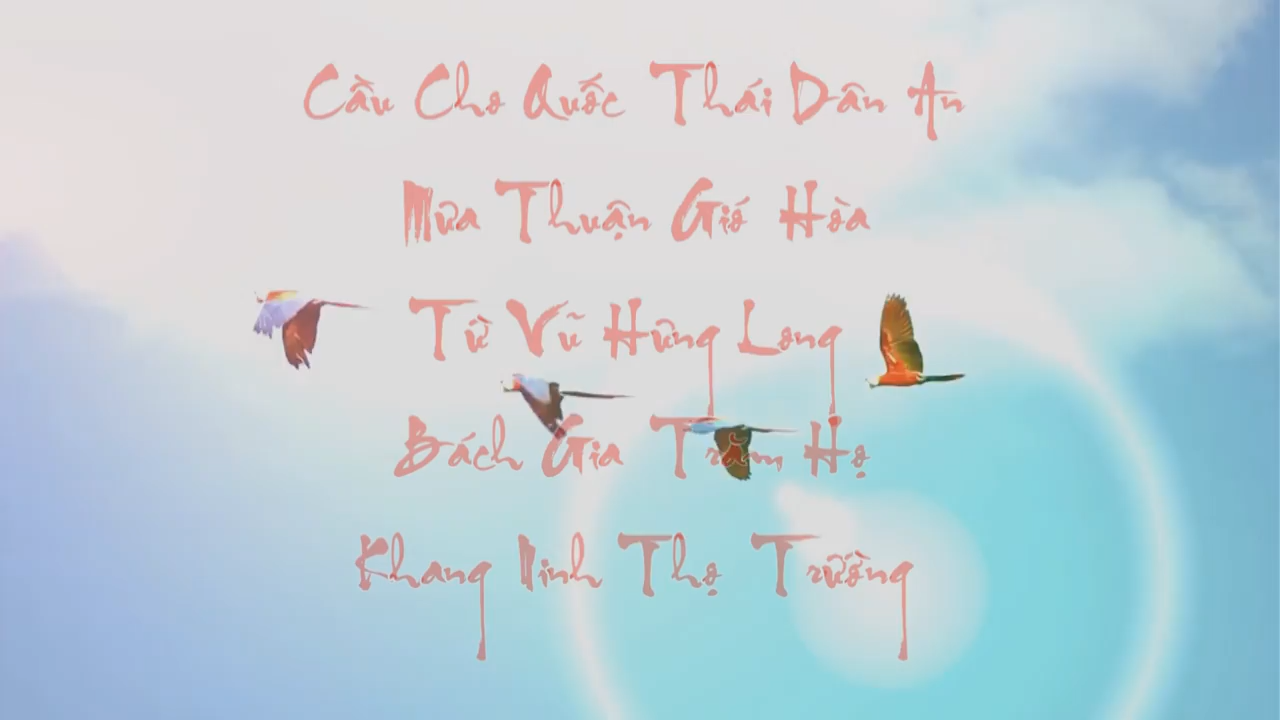 Cầu Cho Quốc Thái Dân An
Mưa Thuận Gió Hòa
Từ Vũ Hưng Long
Bách Gia Trăm Họ
Khang Ninh Thọ Trường